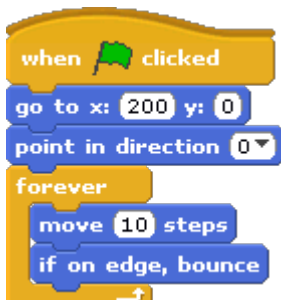 when clicked
go to x: 200 y: 0
point in direction 0
forever
move 10 steps
if on edge, bounce